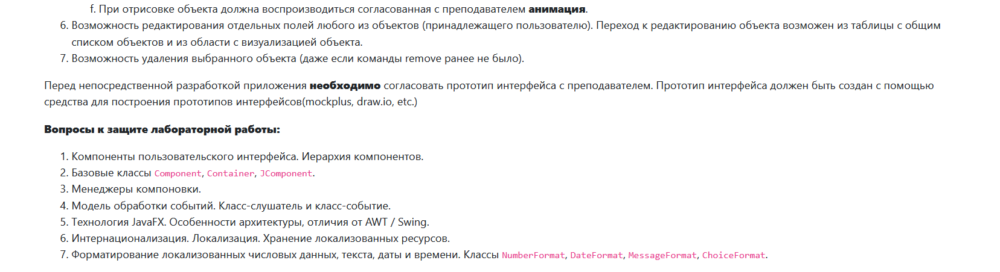 f. При отрисовке объекта должна воспроизводиться согласованная с преподавателем анимация.
6. Возможность редактирования отдельных полей любого из объектов (принадлежащего пользователю). Переход к редактированию объекта возможен из таблицы с общим
списком объектов и из области с визуализацией объекта.
7. Возможность удаления выбранного объекта (даже если команды remove ранее не было).
Перед непосредственной разработкой приложения необходимо согласовать прототип интерфейса с преподавателем. Прототип интерфейса должен быть создан с помощью
средства для построения прототипов интерфейсов(mockplus, draw.io, etc.)
Вопросы к защите лабораторной работы:
1. Компоненты пользовательского интерфейса. Иерархия компонентов.
2. Базовые классы Component, Container, JComponent.
3. Менеджеры компоновки.
4. Модель обработки событий. Класс-слушатель и класс-событие.
5. Технология JavaFX. Особенности архитектуры, отличия от AWT / Swing.
6. Интернационализация. Локализация. Хранение локализованных ресурсов.
7. Форматирование локализованных числовых данных, текста, даты и времени. Классы NumberFormat, DateFormat, MessageFormat, ChoiceFormat.